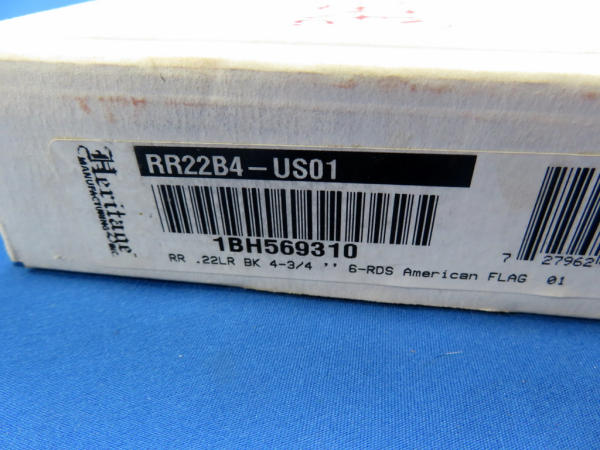 Heritage
MANUFACTURING INC.
RR22B4-US01
1BH569310
RR .22LR BK 4-3/4 '' 6-RDS American FLAG 01
7 27962